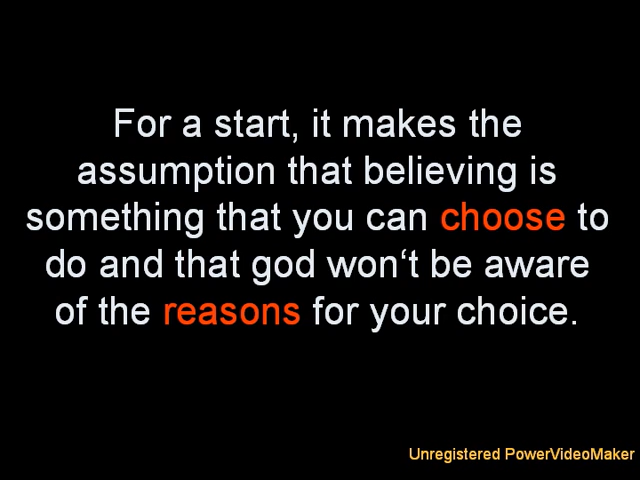 For a start, it makes the
assumption that believing is
something that you can choose to
do and that god won‘t be aware
of the reasons for your choice.
Unregistered PowerVideoMaker